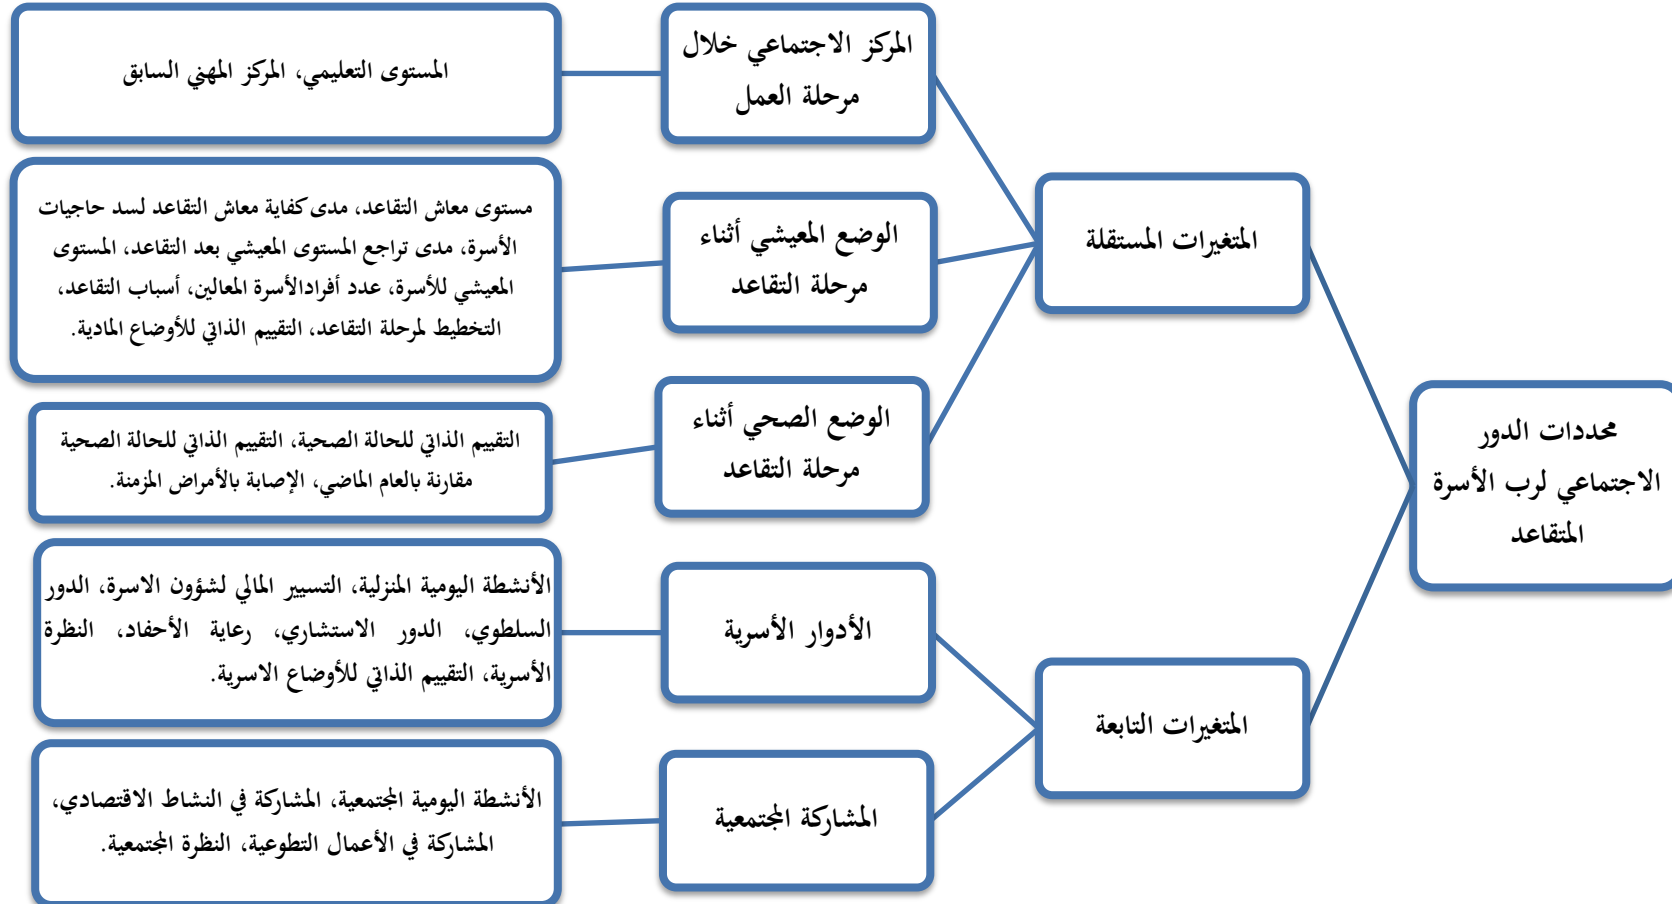 محددات الدور
الاجتماعي لرب الأسرة
المتقاعد
المتغيرات المستقلة
المركز الاجتماعي خلال
مرحلة العمل
المستوى التعليمي، المركز المهني السابق
الوضع المعيشي أثناء
مرحلة التقاعد
مستوى معاش التقاعد، مدى كفاية معاش التقاعد لسد حاجيات
الأسرة، مدى تراجع المستوى المعيشي بعد التقاعد، المستوى
المعيشي للأسرة، عدد أفرادالأسرة المعالين، أسباب التقاعد،
التخطيط لمرحلة التقاعد، التقييم الذاتي للأوضاع المادية.
الوضع الصحي أثناء
مرحلة التقاعد
التقييم الذاتي للحالة الصحية، التقييم الذاتي للحالة الصحية
مقارنة بالعام الماضي، الإصابة بالأمراض المزمنة.
المتغيرات التابعة
الأدوار الأسرية
الأنشطة اليومية المنزلية، التسيير المالي لشؤون الاسرة، الدور
السلطوي، الدور الاستشاري، رعاية الأحفاد، النظرة
الأسرية، التقييم الذاتي للأوضاع الاسرية.
المشاركة المجتمعية
الأنشطة اليومية المجتمعية، المشاركة في النشاط الاقتصادي،
المشاركة في الأعمال التطوعية، النظرة المجتمعية.